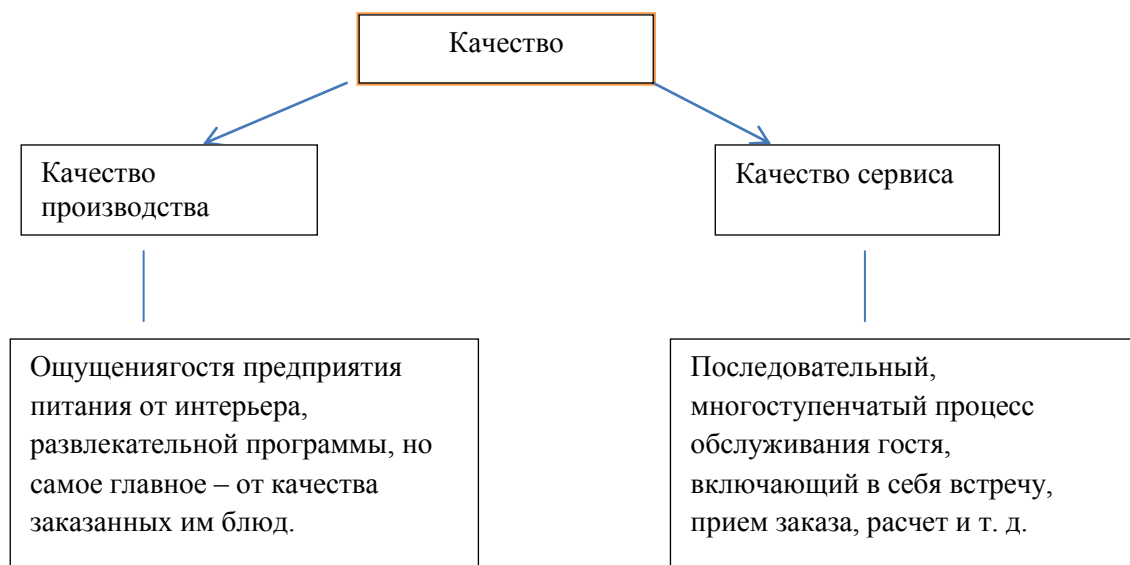 Качество
Качество
производства
Качество сервиса
Ощущениягостя предприятия
питания от интерьера,
развлекательной программы, но
самое главное – от качества
заказанных им блюд.
Последовательный,
многоступенчатый процесс
обслуживания гостя,
включающий в себя встречу,
прием заказа, расчет и т. д.